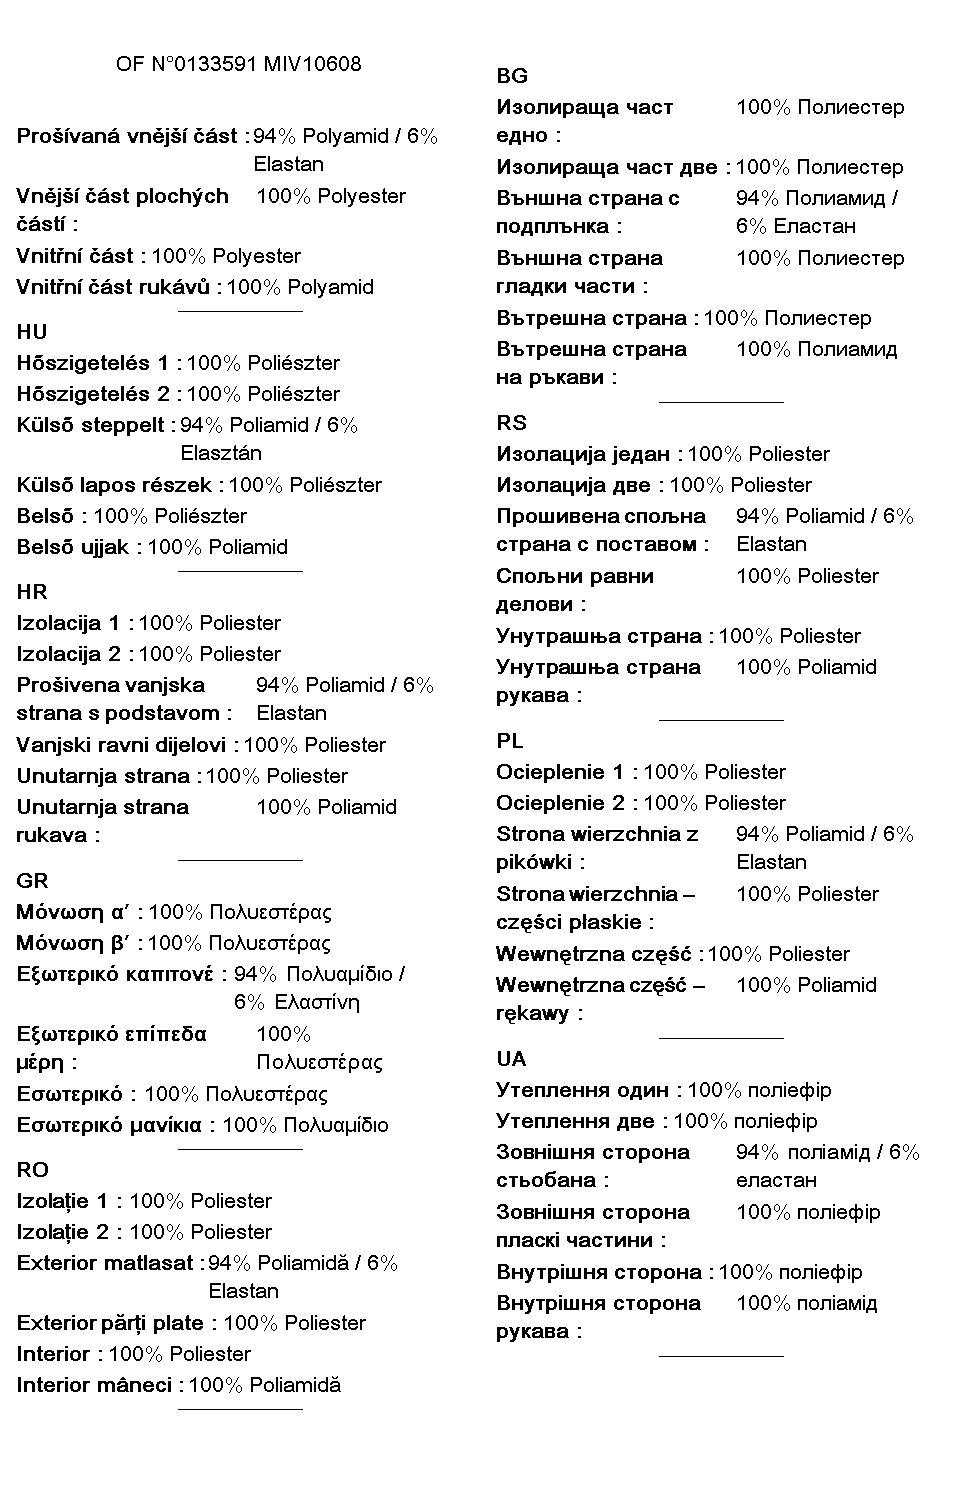 OF N°0133591 MIV10608
Prošívaná vnější část : 94% Polyamid / 6%
Elastan
Vnější část plochých 100% Polyester
částí :
Vnitřní část : 100% Polyester
Vnitřní část rukávů : 100% Polyamid
HU
Hőszigetelés 1 : 100% Poliészter
Hőszigetelés 2 : 100% Poliészter
Külső steppelt : 94% Poliamid / 6%
Elasztán
Külső lapos részek : 100% Poliészter
Belső : 100% Poliészter
Belső ujjak : 100% Poliamid
HR
Izolacija 1 : 100% Poliester
Izolacija 2 : 100% Poliester
Prošivena vanjska 94% Poliamid / 6%
strana s podstavom : Elastan
Vanjski ravni dijelovi : 100% Poliester
Unutarnja strana : 100% Poliester
Unutarnja strana 100% Poliamid
rukava :
GR
Μόνωση α′ : 100% Πολυεστέρας
Μόνωση β′ : 100% Πολυεστέρας
Εξωτερικό καπιτονέ : 94% Πολυαμίδιο /
6% Ελαστίνη
Εξωτερικό επίπεδα 100%
μέρη : Πολυεστέρας
Εσωτερικό : 100% Πολυεστέρας
Εσωτερικό μανίκια : 100% Πολυαμίδιο
RO
Izolație 1 : 100% Poliester
Izolație 2 : 100% Poliester
Exterior matlasat : 94% Poliamidă / 6%
Elastan
Exterior părți plate : 100% Poliester
Interior : 100% Poliester
Interior mâneci : 100% Poliamidă
BG
Изолираща част 100% Полиестер
едно :
Изолираща част две : 100% Полиестер
Външна страна с 94% Полиамид /
подплънка : 6% Еластан
Външна страна 100% Полиестер
гладки части :
Вътрешна страна : 100% Полиестер
Вътрешна страна 100% Полиамид
на ръкави :
RS
Изолација један : 100% Poliester
Изолација две : 100% Poliester
Прошивена спољна 94% Poliamid / 6%
страна с поставом : Elastan
Спољни равни 100% Poliester
делови :
Унутрашња страна : 100% Poliester
Унутрашња страна 100% Poliamid
рукава :
PL
Ocieplenie 1 : 100% Poliester
Ocieplenie 2 : 100% Poliester
Strona wierzchnia z 94% Poliamid / 6%
pikówki : Elastan
Strona wierzchnia – 100% Poliester
części płaskie :
Wewnętrzna część : 100% Poliester
Wewnętrzna część – 100% Poliamid
rękawy :
UA
Утеплення один : 100% поліефір
Утеплення две : 100% поліефір
Зовнішня сторона 94% поліамід / 6%
стьобана : еластан
Зовнішня сторона 100% поліефір
пласкі частини :
Внутрішня сторона : 100% поліефір
Внутрішня сторона 100% поліамід
рукава :